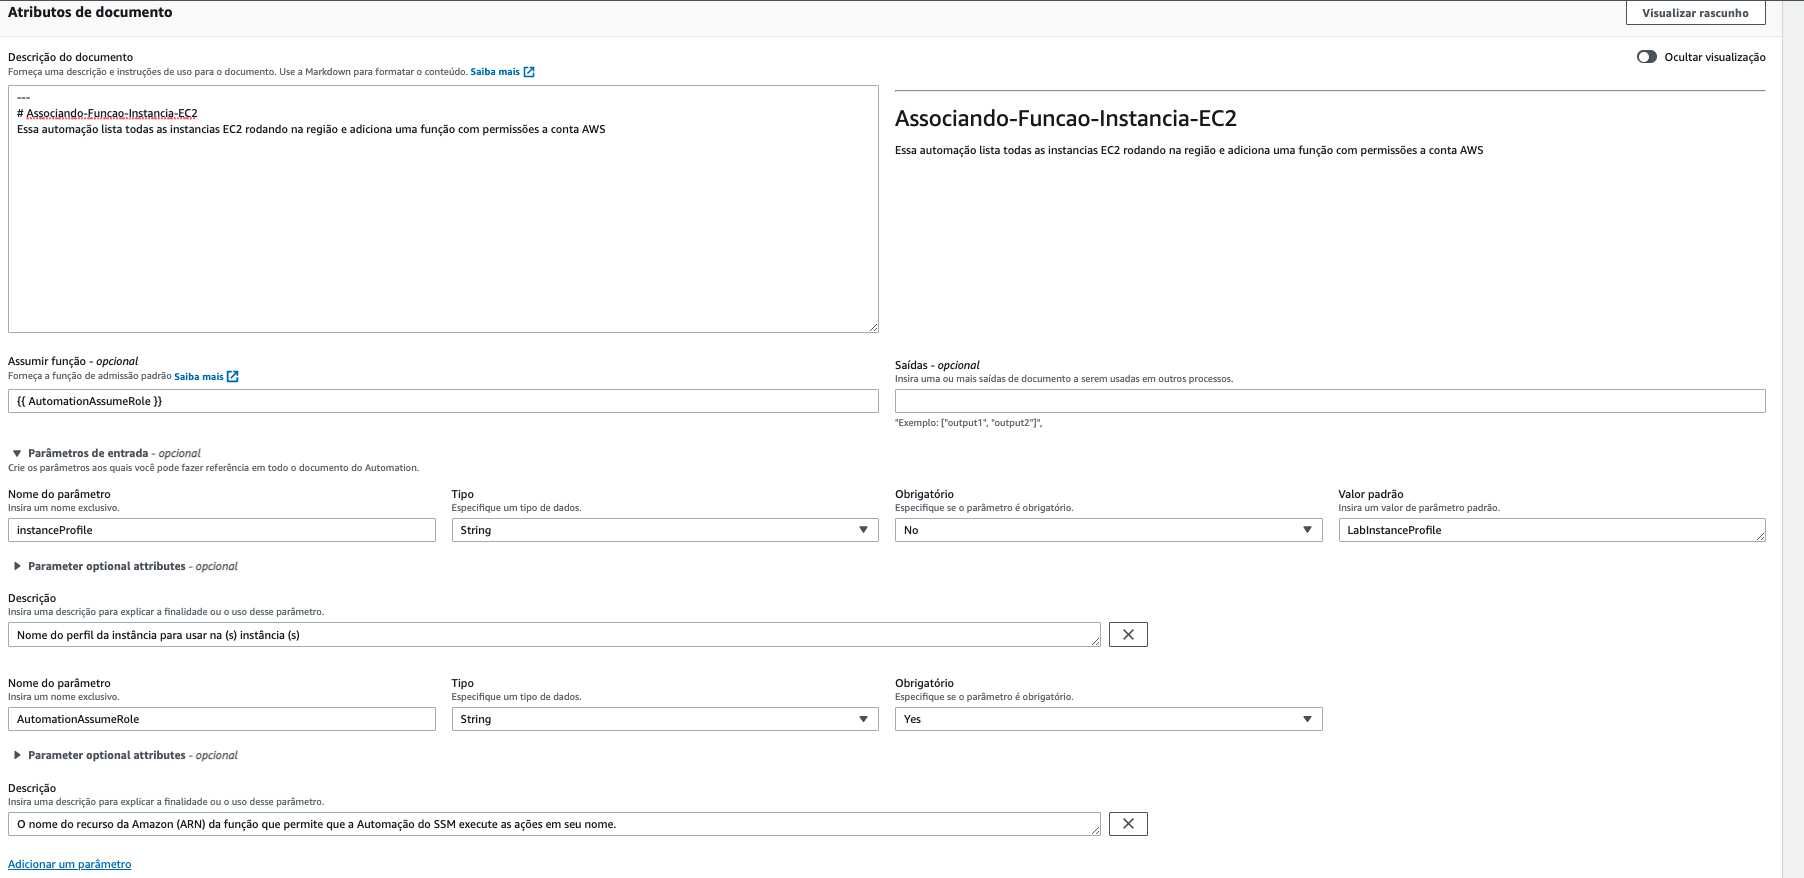 Atributos de documento
Visualizar rascunho
Descrição do documento
Forneça uma descrição e instruções de uso para o documento. Use a Markdown para formatar o conteúdo. Saiba mais
Ocultar visualização
---
# Associando-Funcao-Instancia-EC2
Essa automação lista todas as instancias EC2 rodando na região e adiciona uma função com permissões a conta AWS
Associando-Funcao-Instancia-EC2
Essa automação lista todas as instancias EC2 rodando na região e adiciona uma função com permissões a conta AWS
Assumir função - opcional
Forneça a função de admissão padrão Saiba mais
{{ AutomationAssumeRole }}
Saídas - opcional
Insira uma ou mais saídas de documento a serem usadas em outros processos.
"Exemplo: ["output1", "output2"]",
Parâmetros de entrada - opcional
Crie os parâmetros aos quais você pode fazer referência em todo o documento do Automation.
Nome do parâmetro
Insira um nome exclusivo.
instanceProfile
Tipo
Especifique um tipo de dados.
String
Obrigatório
Especifique se o parâmetro é obrigatório.
No
Valor padrão
Insira um valor de parâmetro padrão.
LabInstanceProfile
Parameter optional attributes - opcional
Descrição
Insira uma descrição para explicar a finalidade ou o uso desse parâmetro.
Nome do perfil da instância para usar na (s) instância (s)
Nome do parâmetro
Insira um nome exclusivo.
AutomationAssumeRole
Tipo
Especifique um tipo de dados.
String
Obrigatório
Especifique se o parâmetro é obrigatório.
Yes
Parameter optional attributes - opcional
Descrição
Insira uma descrição para explicar a finalidade ou o uso desse parâmetro.
O nome do recurso da Amazon (ARN) da função que permite que a Automação do SSM execute as ações em seu nome.
Adicionar um parâmetro